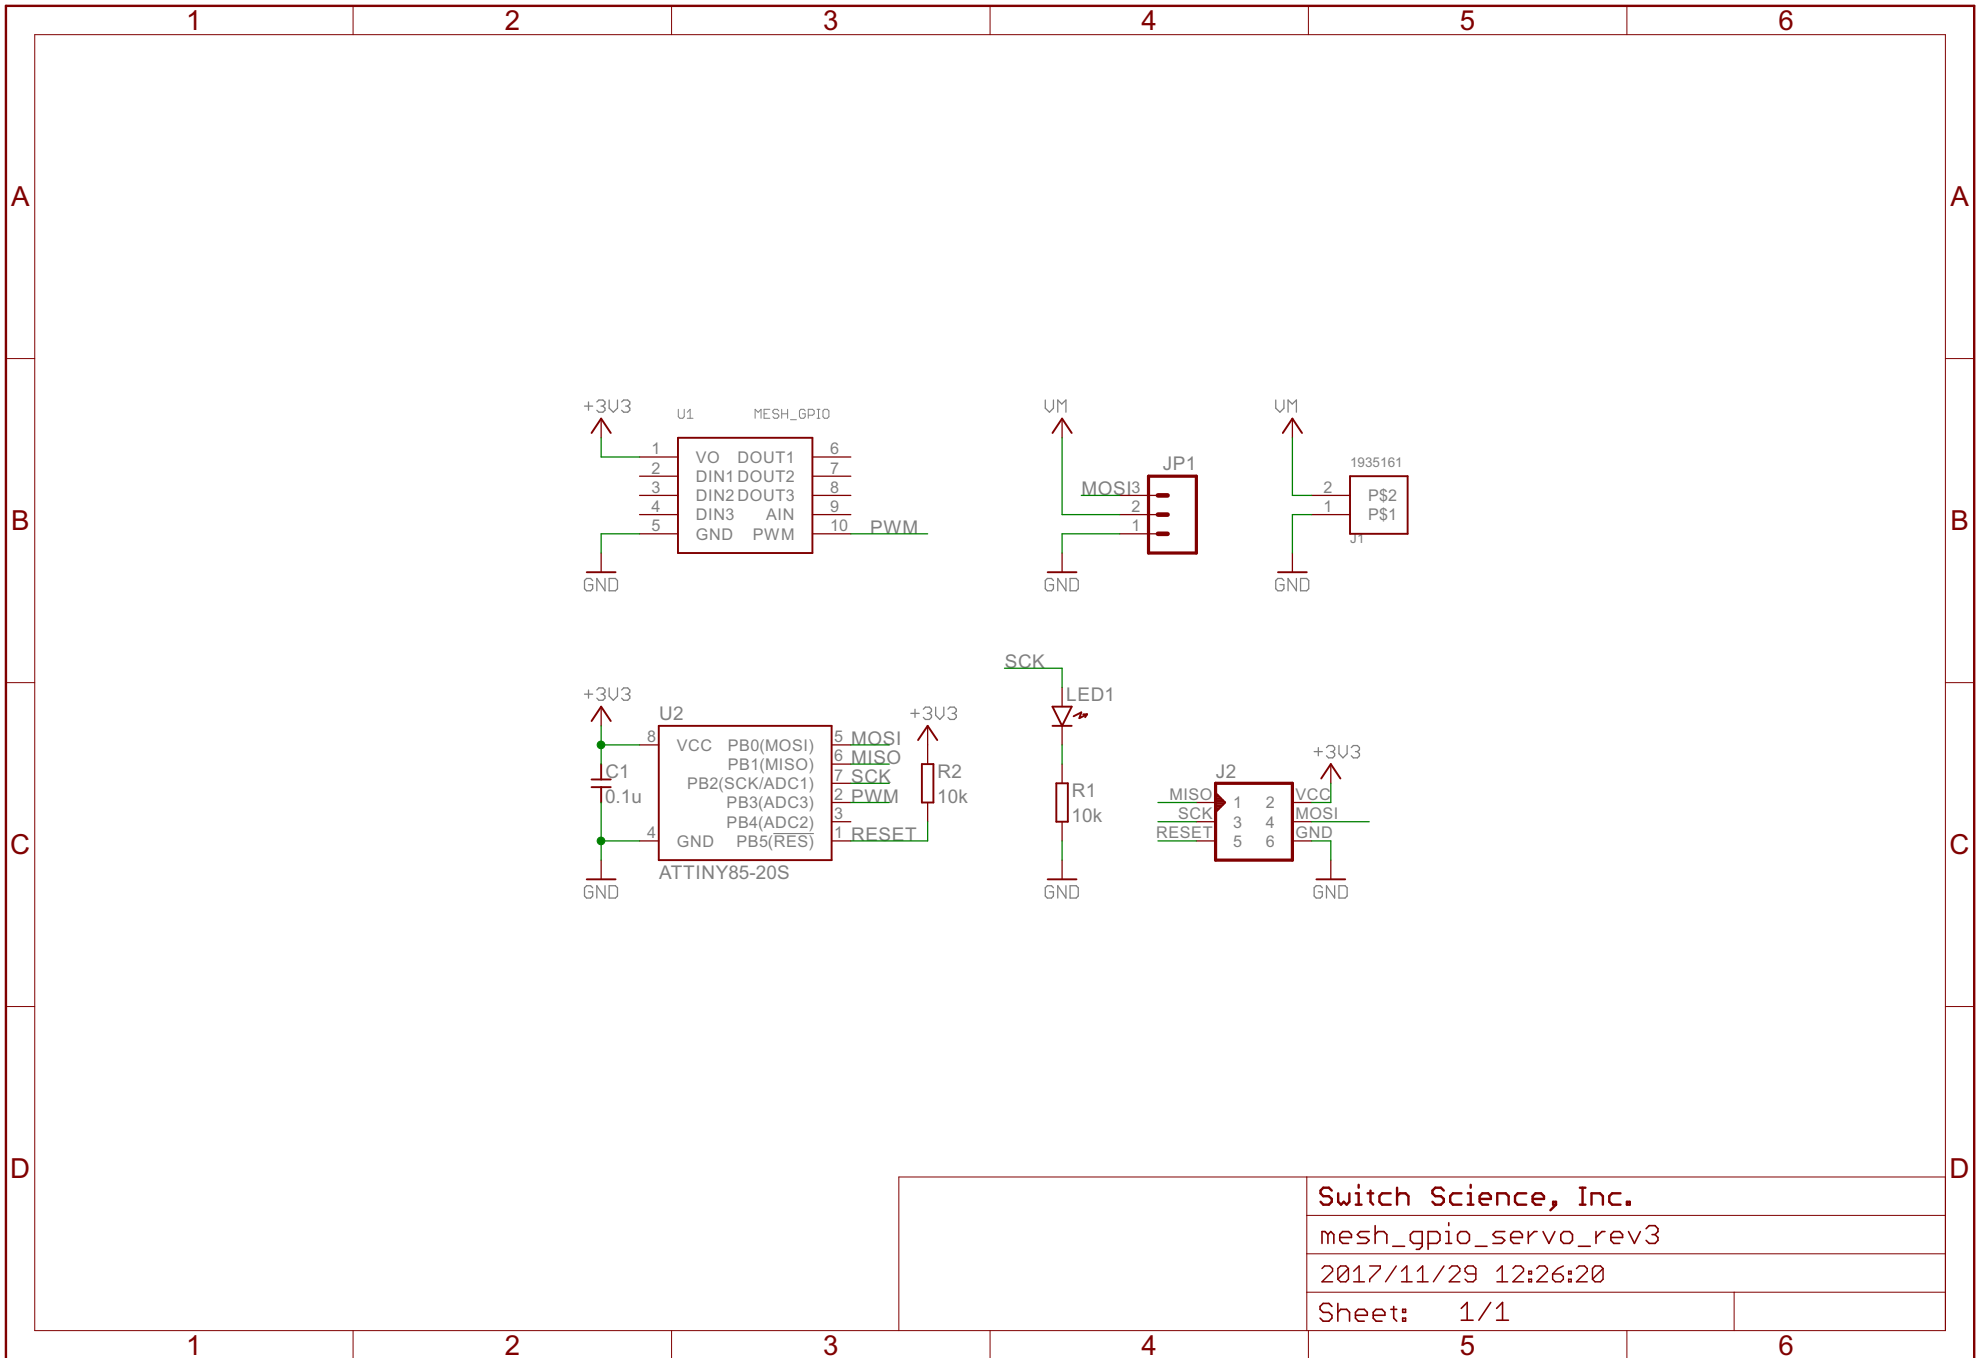 1 2 3 4 5 6
A A
+3V3 U1 MESH_GPIO VM VM
1 VO DOUT1 6
2 DIN1 DOUT2 7
3 DIN2 DOUT3 8
4 DIN3 AIN 9
5 GND PWM 10 PWM
GND
JP1
MOSI 3
2
1
GND
1935161
2 P$2
1 P$1
J1
GND
B B
SCK
LED1
R1
10k
GND
+3V3
U2
+3V3
8 VCC PB0(MOSI) 5 MOSI
PB1(MISO) 6 MISO
PB2(SCK/ADC1) 7 SCK
PB3(ADC3) 2 PWM
PB4(ADC2) 3
4 GND PB5(RES) 1 RESET
ATTINY85-20S
C1
0.1u
GND
R2
10k
+3V3
J2
MISO 1 2 VCC
SCK 3 4 MOSI
RESET 5 6 GND
GND
C C
D D
Switch Science, Inc.
mesh_gpio_servo_rev3
2017/11/29 12:26:20
Sheet: 1/1
1 2 3 4 5 6